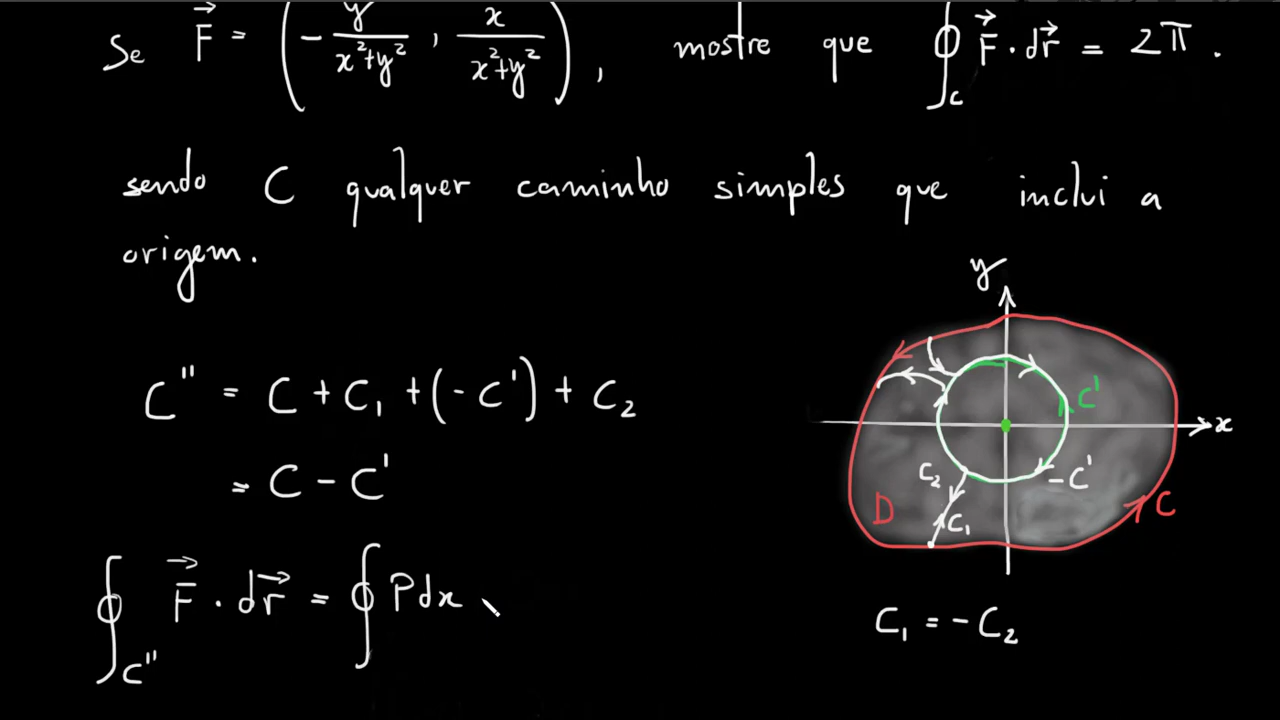 Se F⃗ = ( - y/(x²+y²) , x/(x²+y²) ) , mostre que ∮_C F⃗ · dr⃗ = 2π .
sendo C qualquer caminho simples que inclui a
origem.
y
C'
x
C'' = C + C₁ + (-C') + C₂
= C - C'
C₂
-C'
D
C₁
C
∮_C'' F⃗ · dr⃗ = ∮ Pdx
C₁ = - C₂